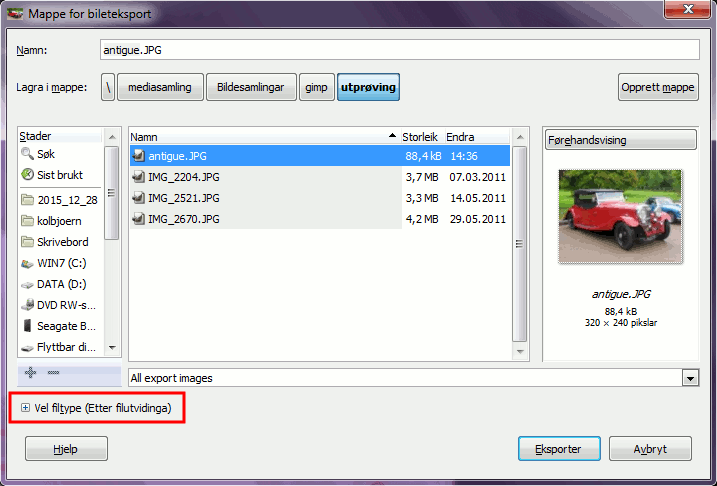 Mappe for bileteksport
Namn: antigue.JPG
Lagra i mappe: \ mediasamling Bildesamlingar gimp utprøving Opprett mappe
Stader
Søk
Sist brukt
2015_12_28
kolbjoern
Skrivebord
WIN7 (C:)
DATA (D:)
DVD RW-s...
Seagate B...
Flyttbar di...
Namn Storleik Endra
antigue.JPG 88,4 kB 14:36
IMG_2204.JPG 3,7 MB 07.03.2011
IMG_2521.JPG 3,3 MB 14.05.2011
IMG_2670.JPG 4,2 MB 29.05.2011
Førehandsvising
antigue.JPG
88,4 kB
320 × 240 pikslar
All export images
Vel filtype (Etter filutvidinga)
Hjelp Eksporter Avbryt